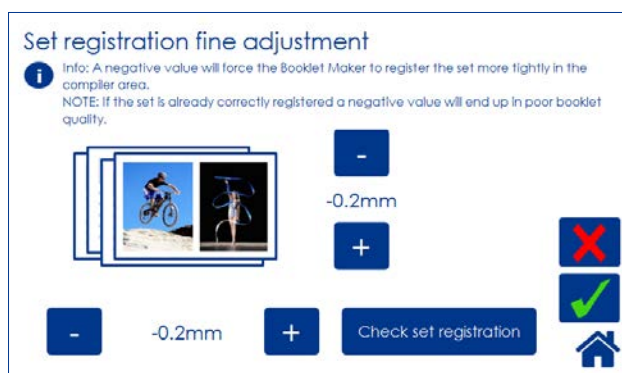 Set registration fine adjustment
i
Info: A negative value will force the Booklet Maker to register the set more tightly in the
compiler area.
NOTE: If the set is already correctly registered a negative value will end up in poor booklet
quality.
-
-0.2mm
+
-
-0.2mm
+
Check set registration